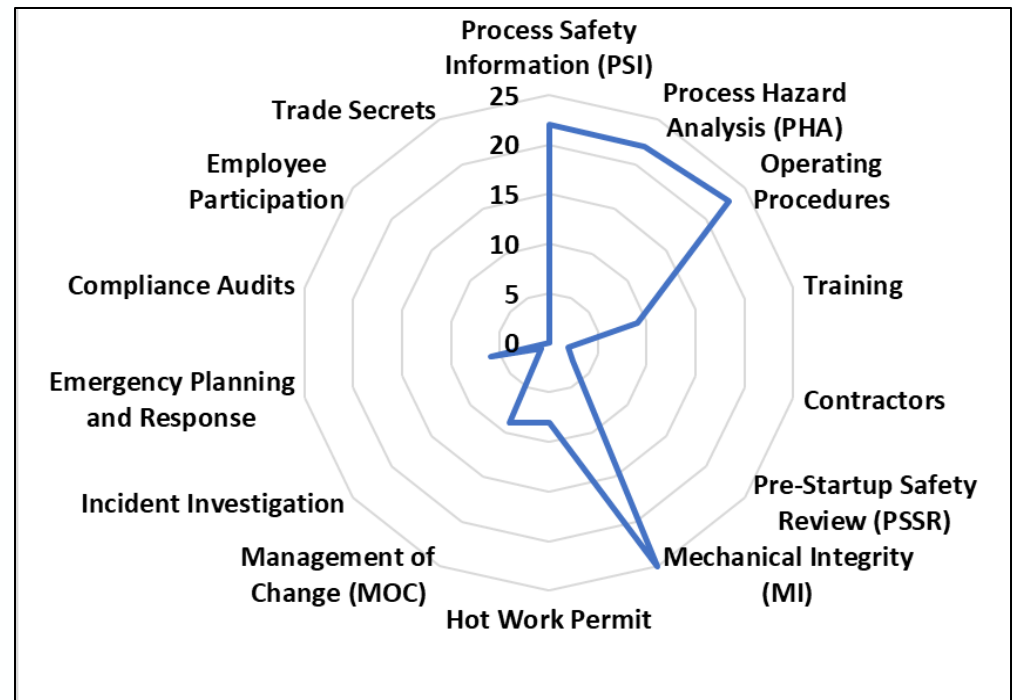 Process Safety
Information (PSI)
Process Hazard
Analysis (PHA)
Operating
Procedures
Training
Contractors
Pre-Startup Safety
Review (PSSR)
Mechanical Integrity
(MI)
Hot Work Permit
Management of
Change (MOC)
Incident Investigation
Emergency Planning
and Response
Compliance Audits
Employee
Participation
Trade Secrets
25
20
15
10
5
0